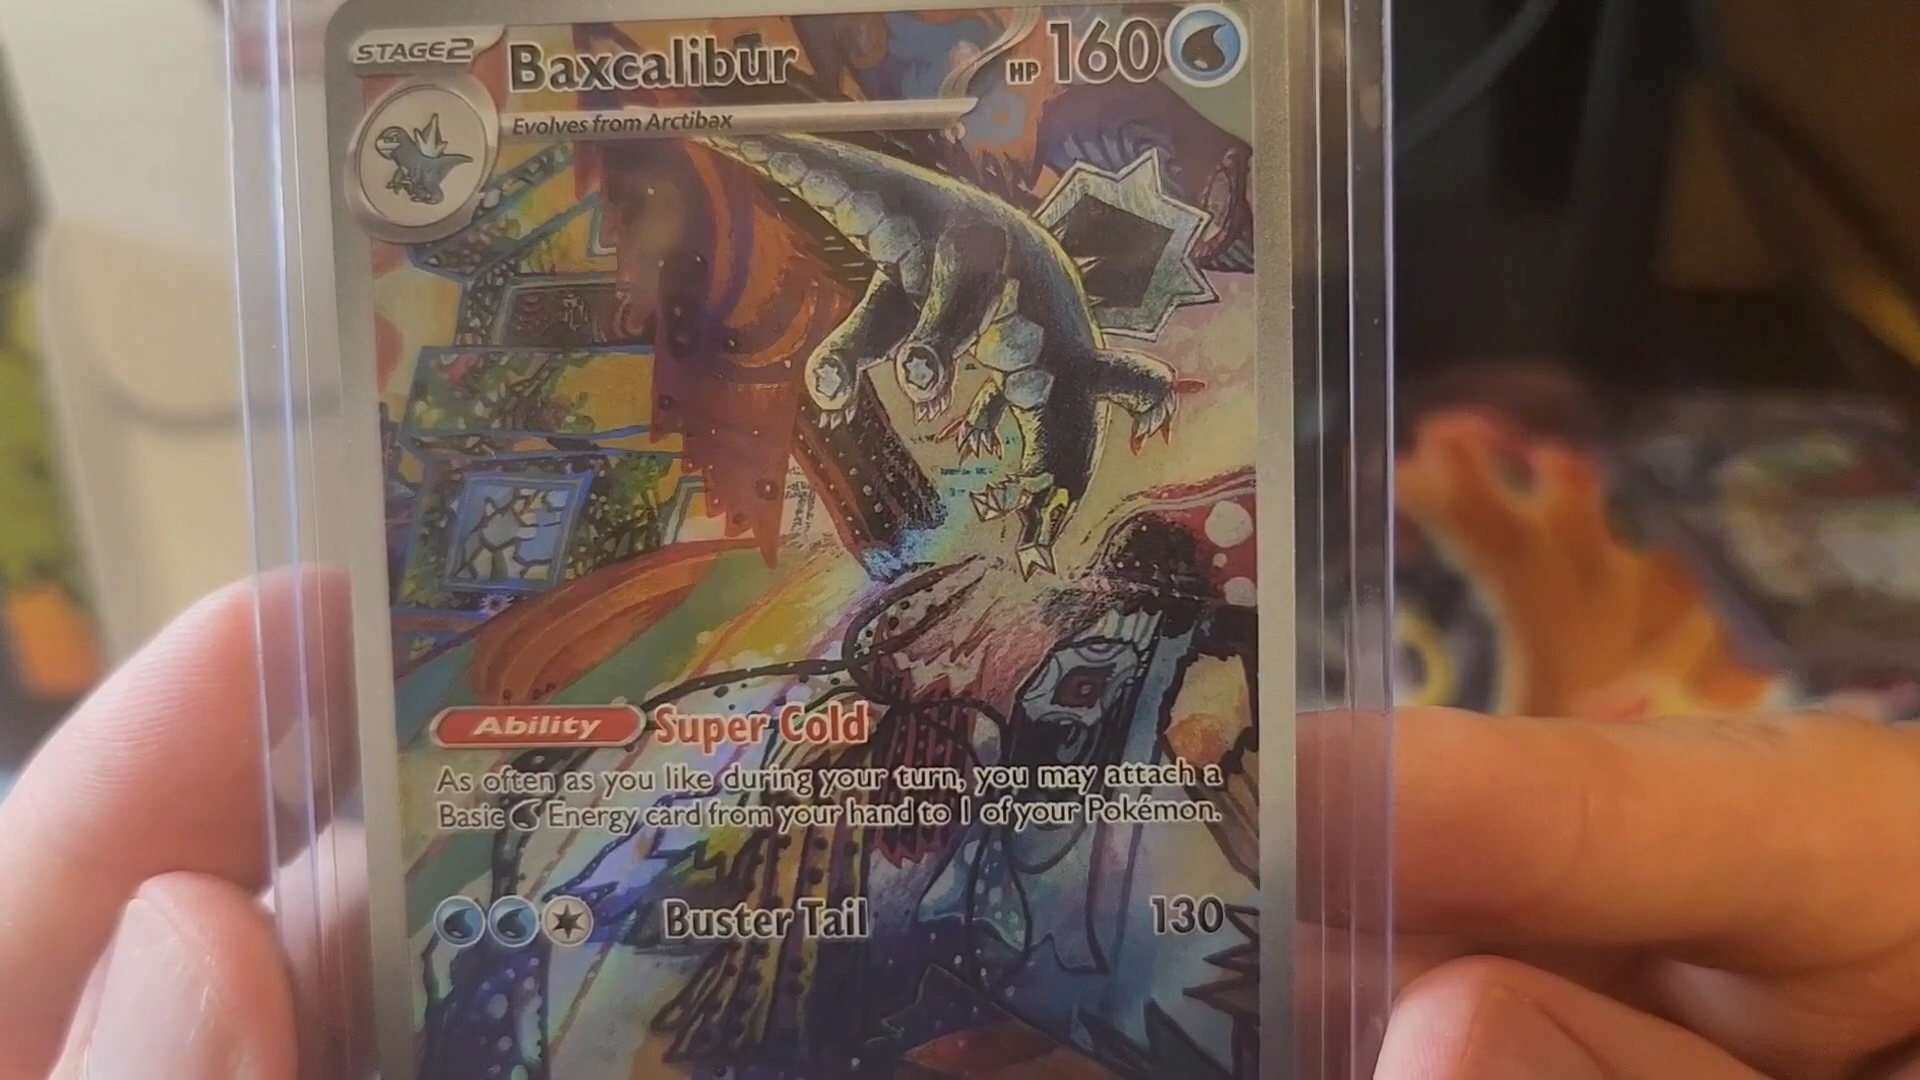 STAGE2 Baxcalibur HP 160
Evolves from Arctibax
Ability Super Cold
As often as you like during your turn, you may attach a
Basic Energy card from your hand to 1 of your Pokémon.
Buster Tail 130